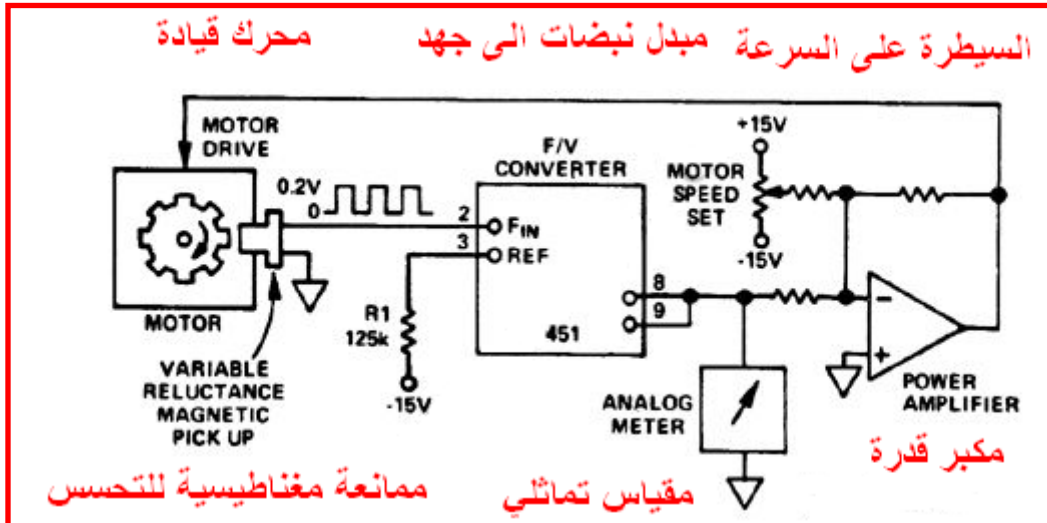 محرك قيادة
مبدل نبضات الى جهد
السيطرة على السرعة
MOTOR
DRIVE
F/V
CONVERTER
+15V
MOTOR
SPEED
SET
-15V
0.2V
0
2
FIN
3
REF
R1
125k
-15V
8
9
451
MOTOR
VARIABLE
RELUCTANCE
MAGNETIC
PICK UP
ANALOG
METER
-
+
POWER
AMPLIFIER
مكبر قدرة
مقياس تماثلي
ممانعة مغناطيسية للتحسس